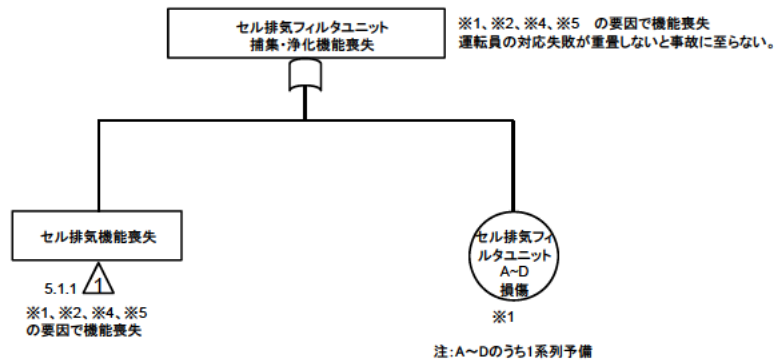 セル排気フィルタユニット
捕集・浄化機能喪失
※1、※2、※4、※5 の要因で機能喪失
運転員の対応失敗が重畳しないと事故に至らない。
セル排気機能喪失
5.1.1
1
※1、※2、※4、※5
の要因で機能喪失
セル排気フィ
ルタユニット
A~D
損傷
※1
注:A~Dのうち1系列予備